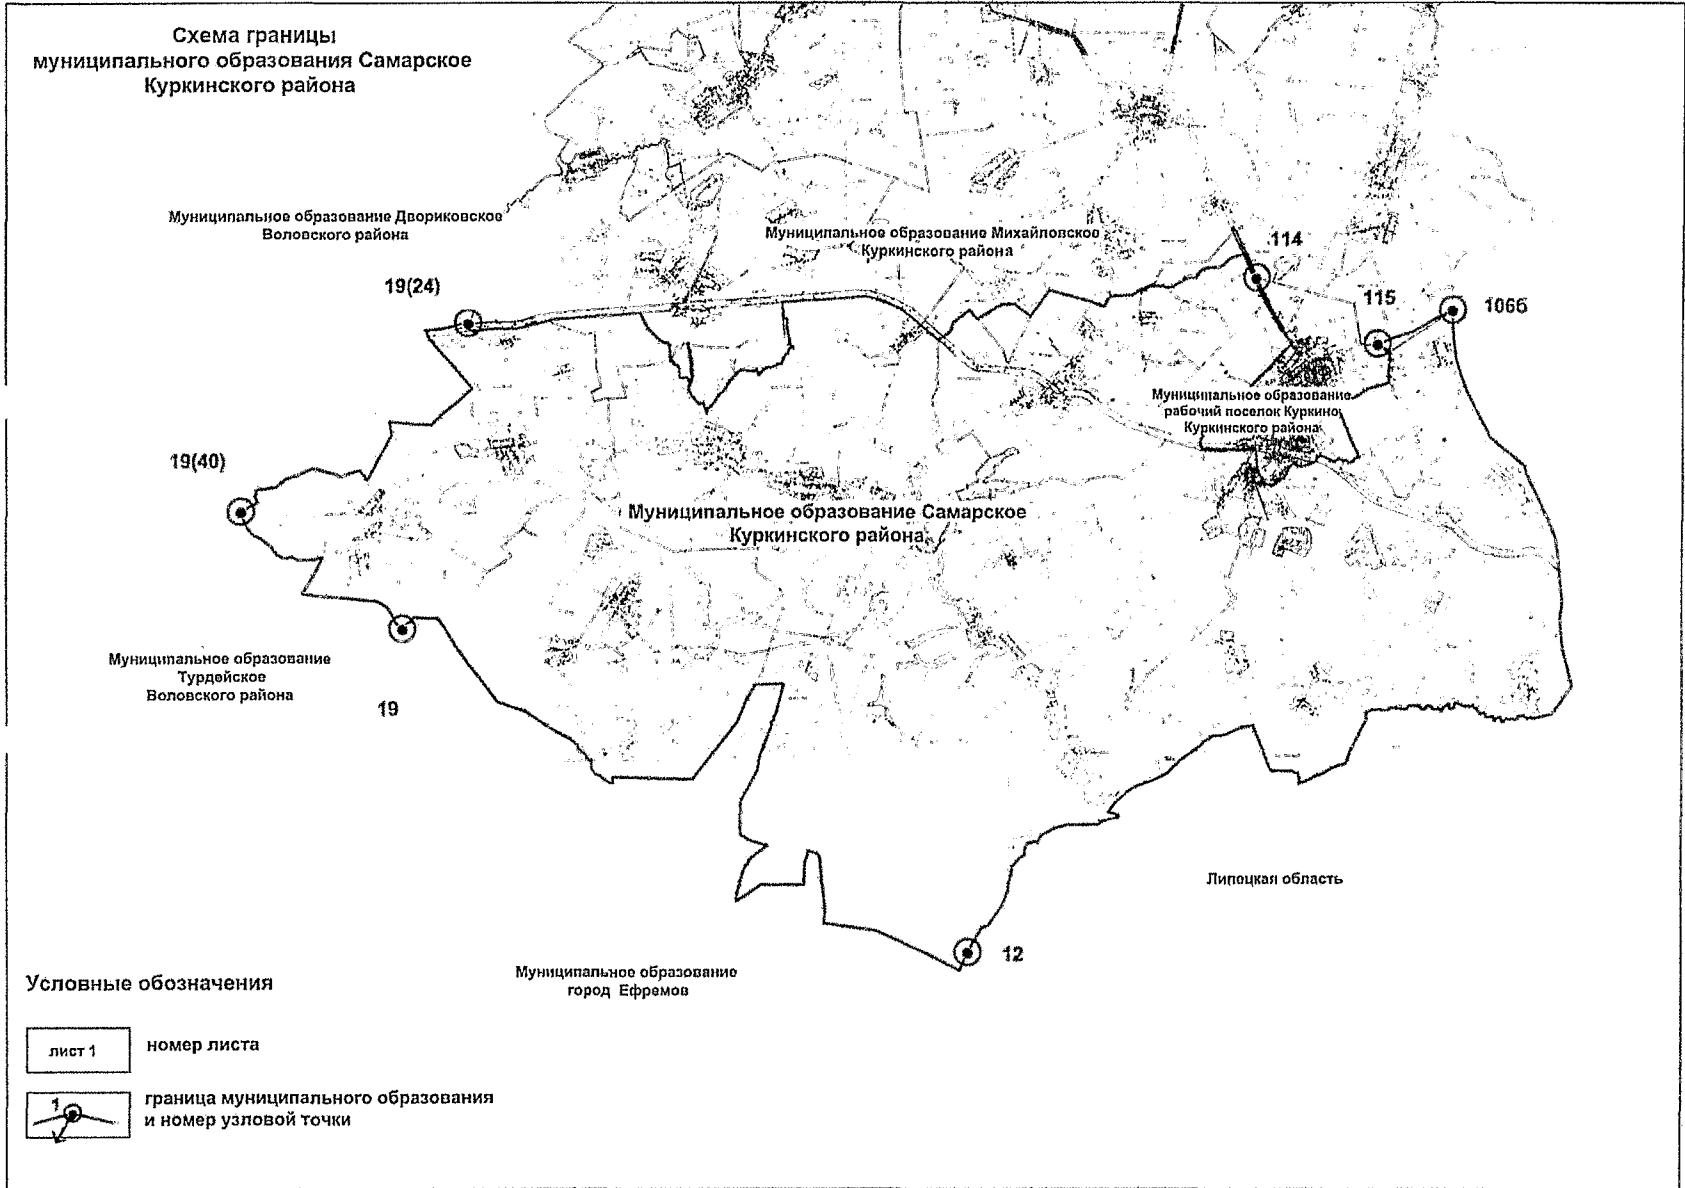 Схема границы
муниципального образования Самарское
Куркинского района
Муниципальное образование Двориковское
Воловского района
Муниципальное образование Михайловское
Куркинского района
114
19(24)
115
1066
Муниципальное образование
рабочий поселок Куркино
Куркинского района
19(40)
Муниципальное образование Самарское
Куркинского района
Муниципальное образование
Турдейское
Воловского района
19
Липецкая область
12
Муниципальное образование
город Ефремов
Условные обозначения
лист 1
номер листа
1
граница муниципального образования
и номер узловой точки